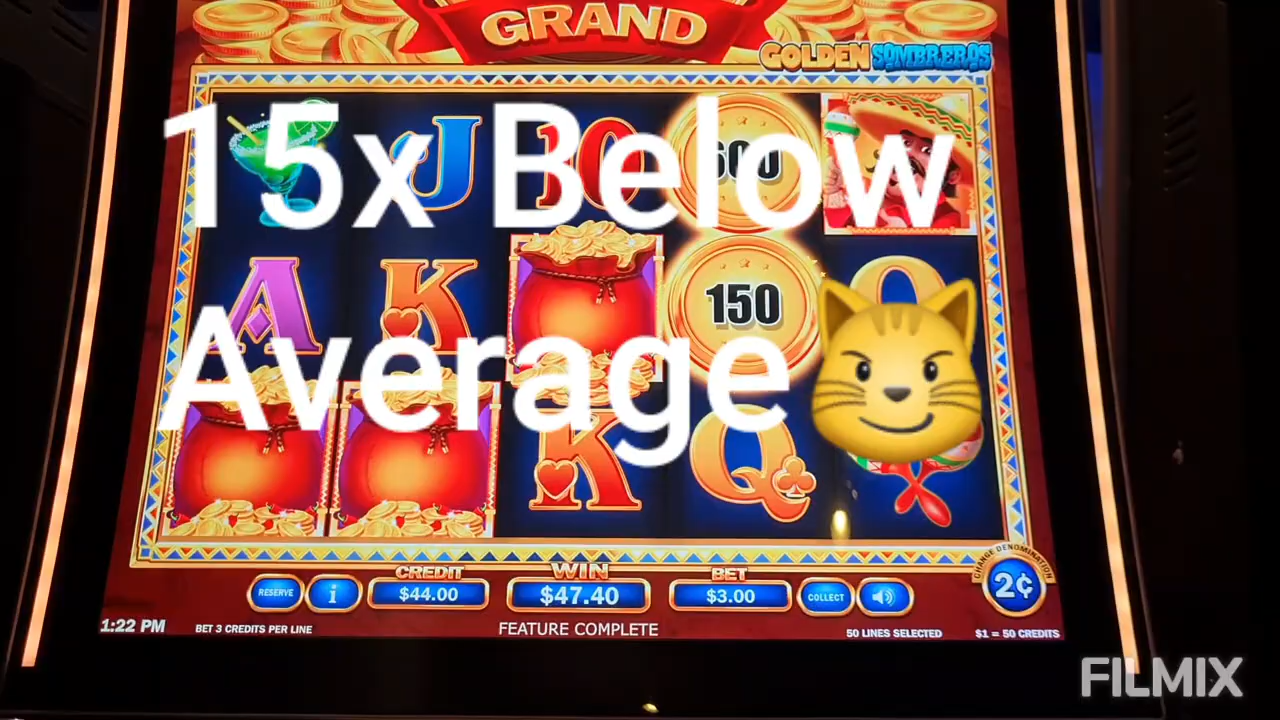 GRAND
GOLDEN SOMBREROS
15x Below
J
10
600
A
K
150
Average
K
Q
CHANGE DENOMINATION
2¢
CREDIT
WIN
BET
RESERVE
i
$44.00
$47.40
$3.00
COLLECT
1:22 PM
BET 3 CREDITS PER LINE
FEATURE COMPLETE
50 LINES SELECTED
$1 = 50 CREDITS
FILMIX